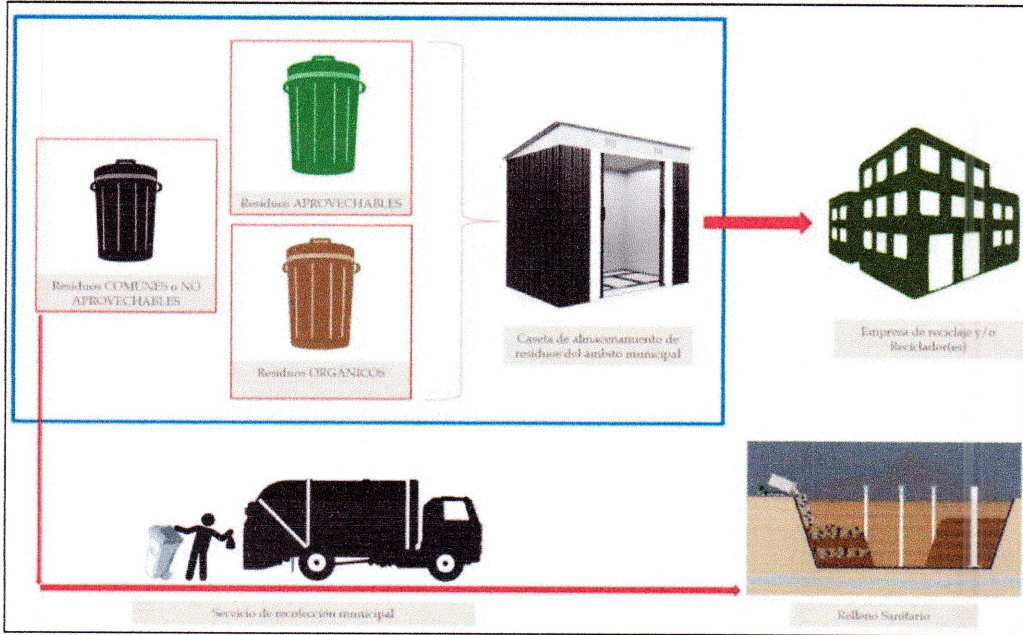 Residuos APROVECHABLES
Residuos COMUNES o NO
APROVECHABLES
Residuos ORGANICOS
Caseta de almacenamiento de
residuos del ámbito municipal
Empresa de reciclaje y/o
Reciclador(es)
Servicio de recolección municipal
Relleno Sanitario